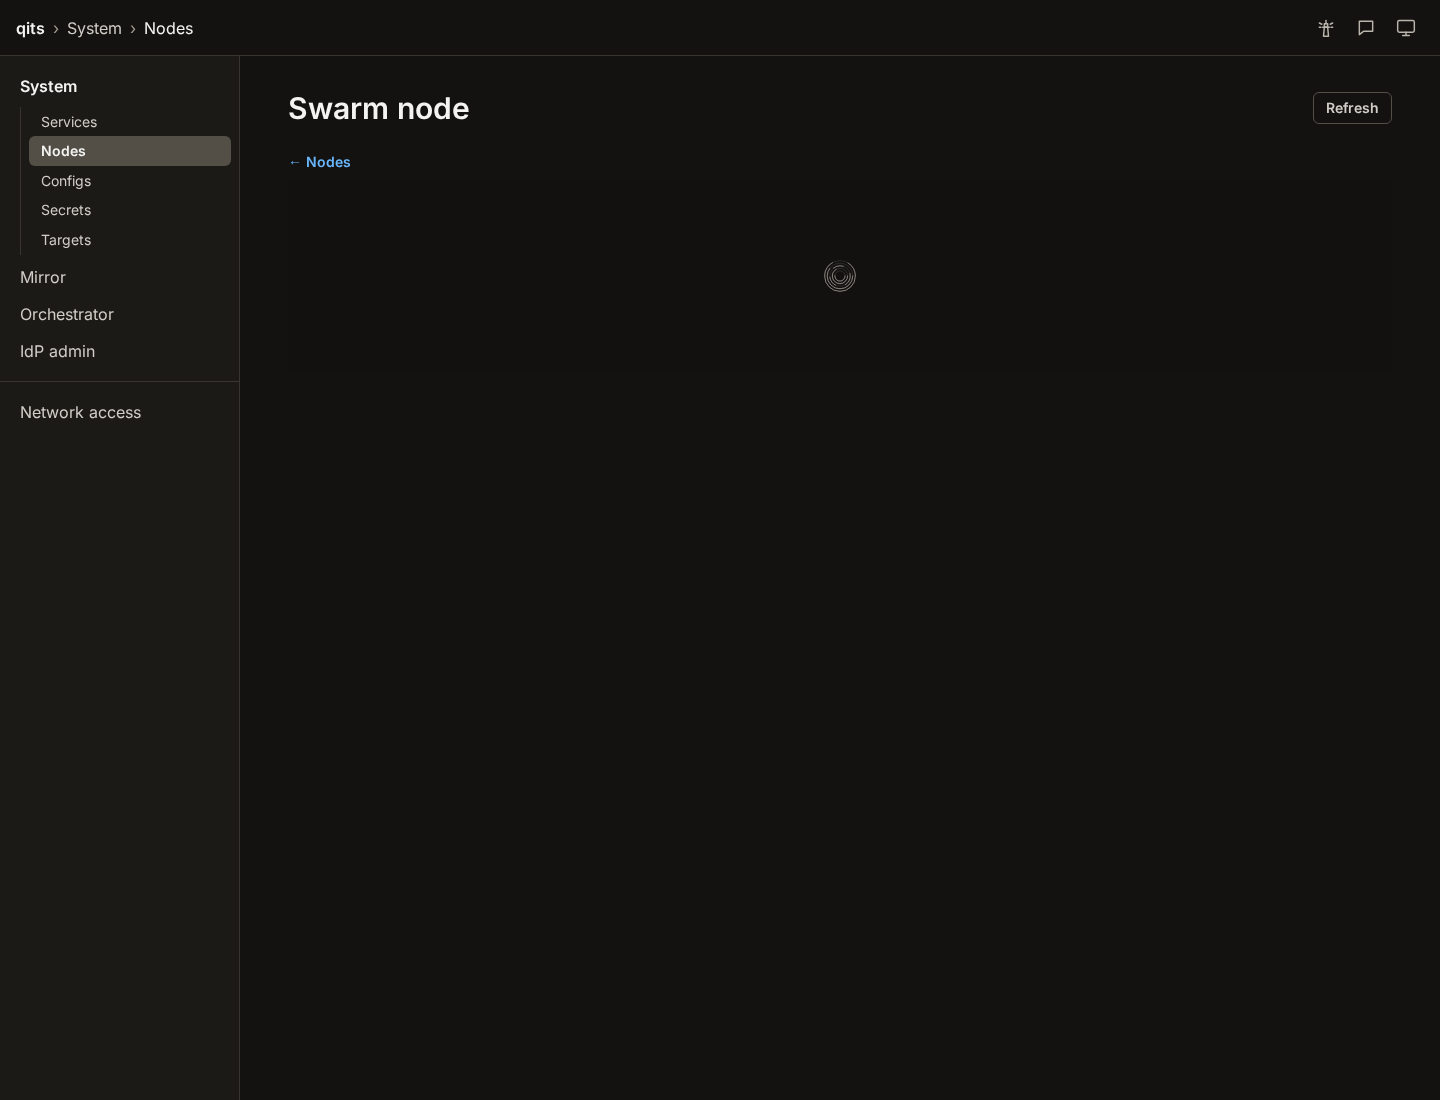 qits › System › Nodes
System
Services
Nodes
Configs
Secrets
Targets
Mirror
Orchestrator
IdP admin
Network access
Swarm node
Refresh
← Nodes